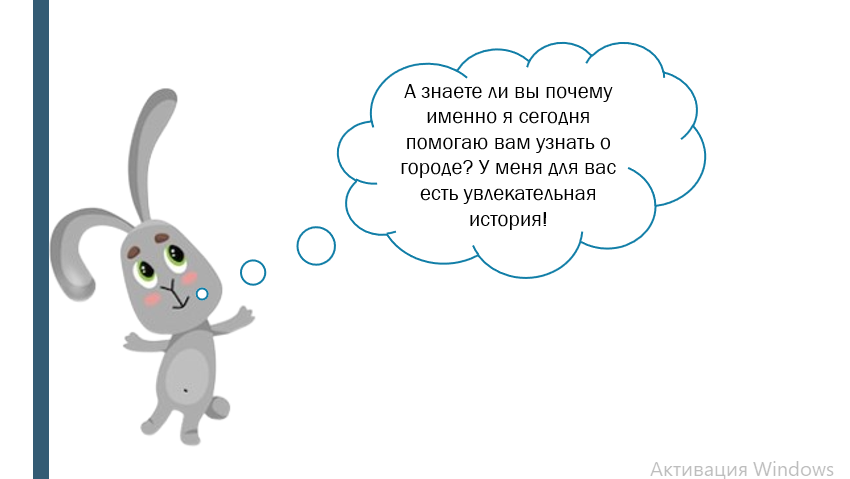 А знаете ли вы почему
именно я сегодня
помогаю вам узнать о
городе? У меня для вас
есть увлекательная
история!
Активация Windows